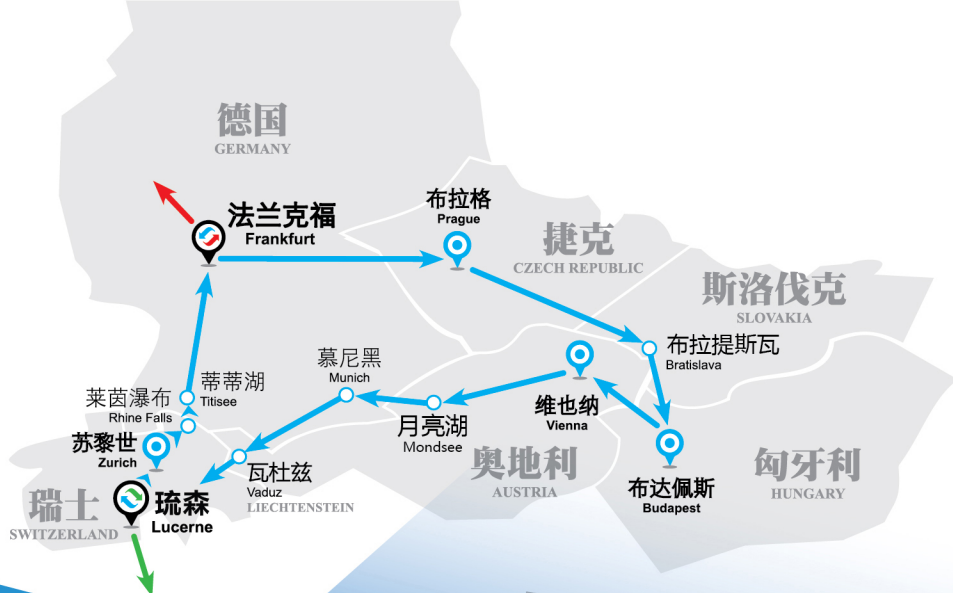 德国
GERMANY
法兰克福
Frankfurt
布拉格
Prague
捷克
CZECH REPUBLIC
斯洛伐克
SLOVAKIA
布拉提斯瓦
Bratislava
慕尼黑
Munich
蒂蒂湖
Titisee
莱茵瀑布
Rhine Falls
苏黎世
Zurich
月亮湖
Mondsee
维也纳
Vienna
瓦杜兹
Vaduz
LIECHTENSTEIN
奥地利
AUSTRIA
布达佩斯
Budapest
匈牙利
HUNGARY
瑞士
SWITZERLAND
琉森
Lucerne